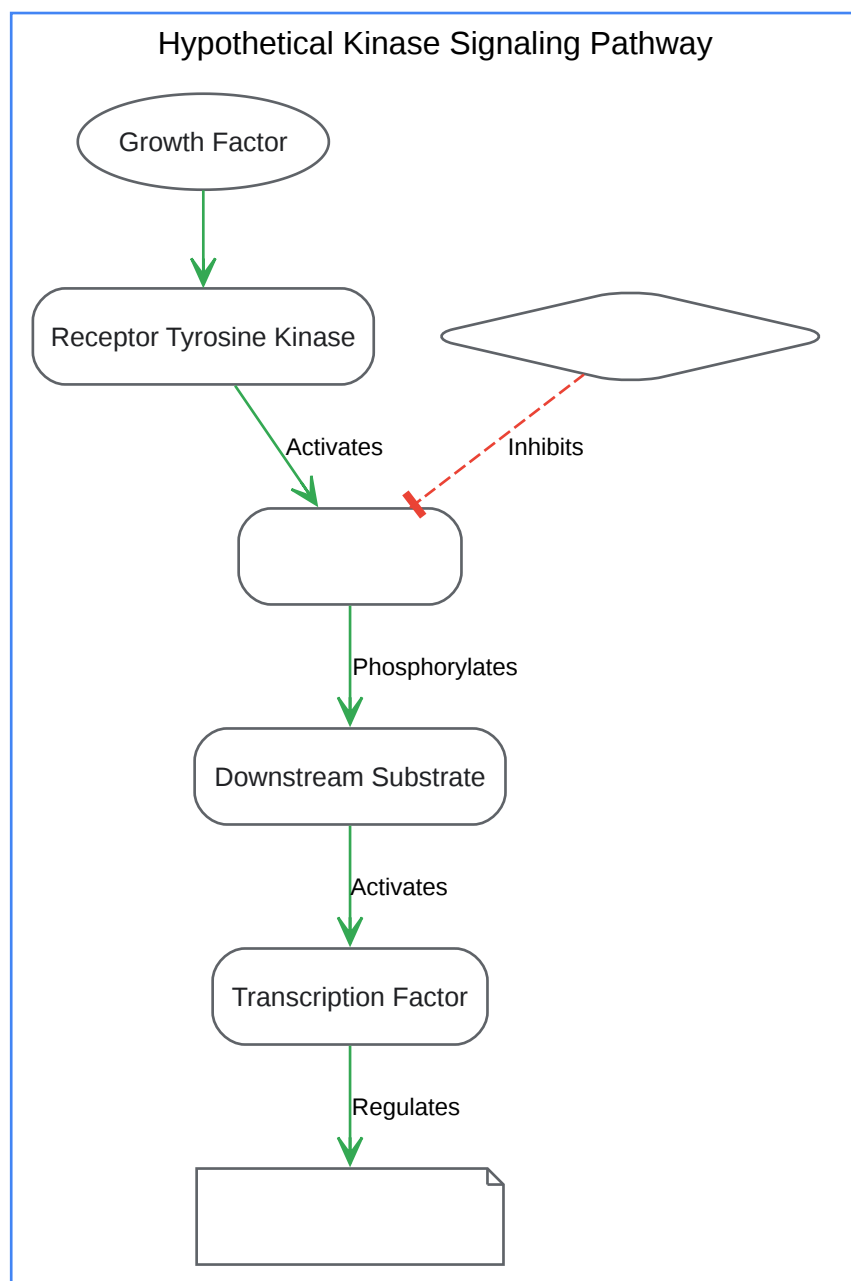 Hypothetical Kinase Signaling Pathway
Growth Factor
Receptor Tyrosine Kinase
Activates
Inhibits
Phosphorylates
Downstream Substrate
Activates
Transcription Factor
Regulates